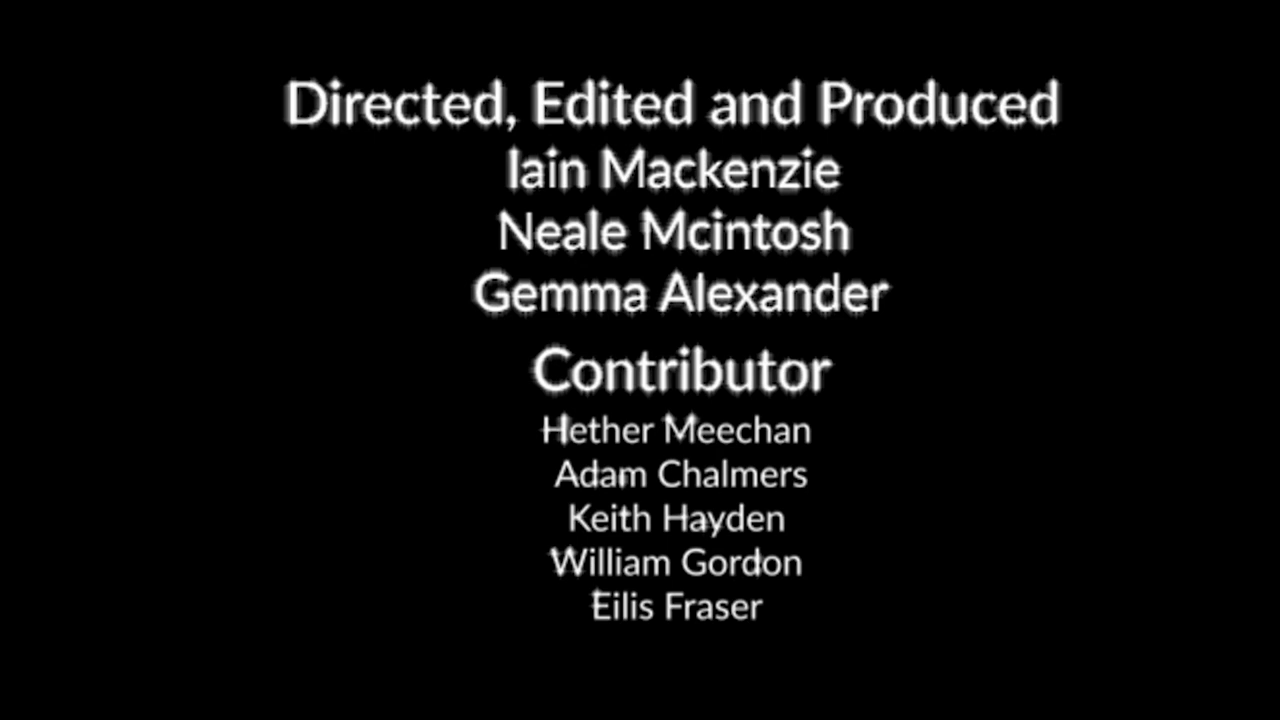 Directed, Edited and Produced
Iain Mackenzie
Neale Mcintosh
Gemma Alexander
Contributor
Hether Meechan
Adam Chalmers
Keith Hayden
William Gordon
Eilis Fraser